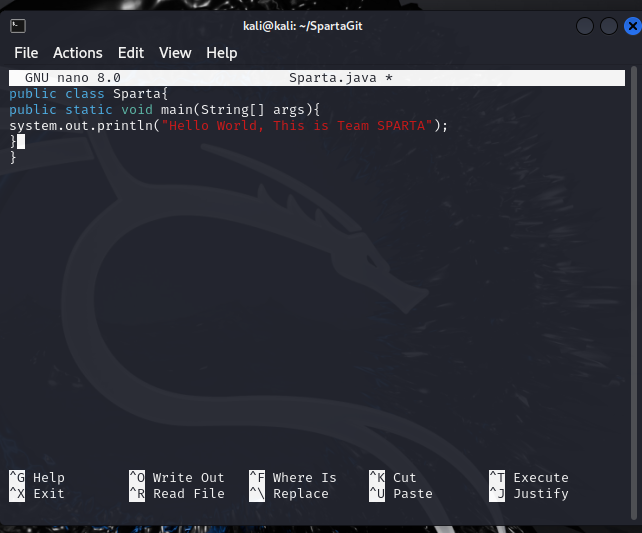 kali@kali: ~/SpartaGit
File Actions Edit View Help
GNU nano 8.0 Sparta.java *
public class Sparta{
public static void main(String[] args){
system.out.println("Hello World, This is Team SPARTA");
}
}
^G Help ^O Write Out ^F Where Is ^K Cut ^T Execute
^X Exit ^R Read File ^\ Replace ^U Paste ^J Justify